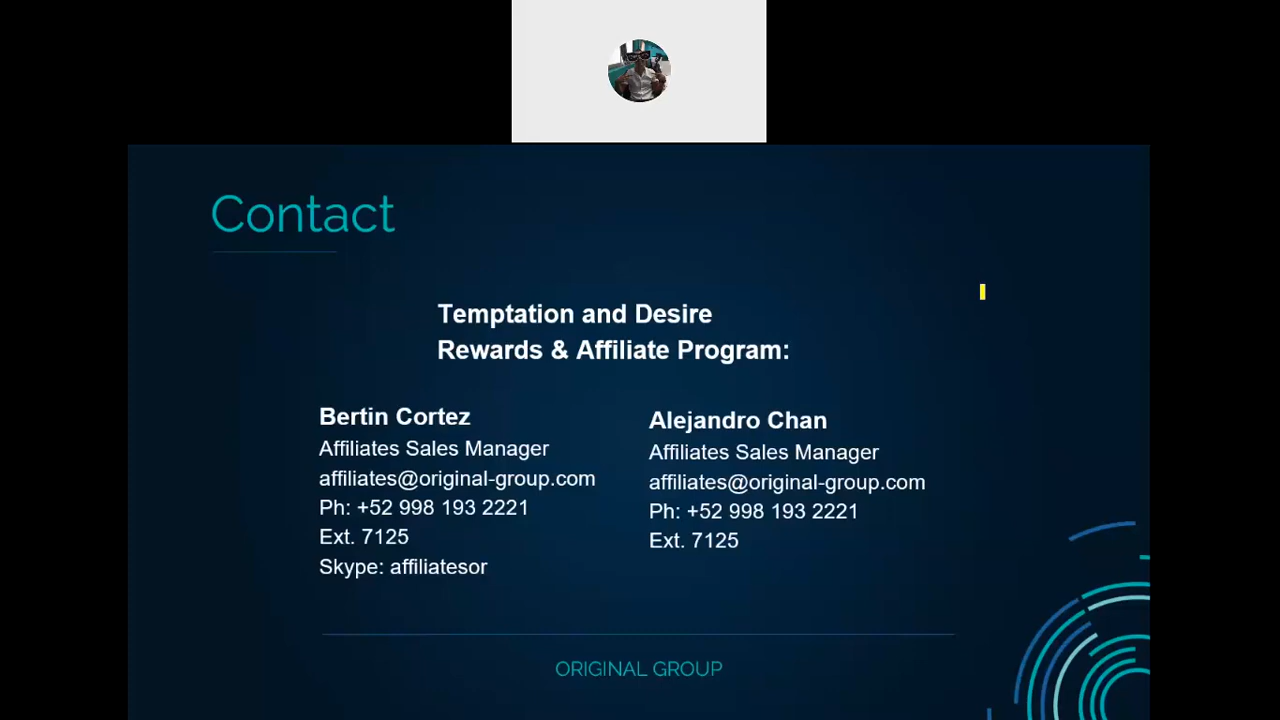 Contact
Temptation and Desire
Rewards & Affiliate Program:
Bertin Cortez
Affiliates Sales Manager
affiliates@original-group.com
Ph: +52 998 193 2221
Ext. 7125
Skype: affiliatesor
Alejandro Chan
Affiliates Sales Manager
affiliates@original-group.com
Ph: +52 998 193 2221
Ext. 7125
ORIGINAL GROUP